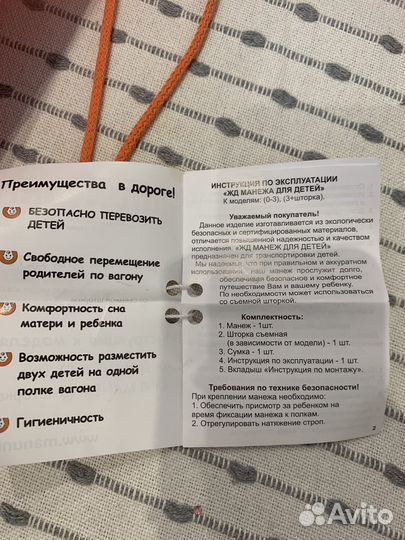 Преимущества в дороге!
БЕЗОПАСНО ПЕРЕВОЗИТЬ
ДЕТЕЙ
Свободное перемещение
родителей по вагону
Комфортность сна
матери и ребёнка
Возможность разместить
двух детей на одной
полке вагона
Гигиеничность
ИНСТРУКЦИЯ ПО ЭКСПЛУАТАЦИИ
«ЖД МАНЕЖА ДЛЯ ДЕТЕЙ»
К моделям: (0-3), (3+шторка).
Уважаемый покупатель!
Данное изделие изготавливается из экологически
безопасных и сертифицированных материалов,
отличается повышенной надежностью и качеством
исполнения. «ЖД МАНЕЖ ДЛЯ ДЕТЕЙ»
предназначен для транспортировки детей.
Мы надеемся, что при правильном и аккуратном
использовании, наш манеж прослужит долго,
обеспечивая безопасное и комфортное
путешествие Вам и вашему ребенку.
По необходимости может использоваться
со съемной шторкой.
Комплектность:
1. Манеж - 1шт.
2. Шторка съемная
(в зависимости от модели) - 1 шт.
3. Сумка - 1шт.
4. Инструкция по эксплуатации - 1 шт.
5. Вкладыш «Инструкция по монтажу».
Требования по технике безопасности!
При креплении манежа необходимо:
1. Обеспечить присмотр за ребенком на
время фиксации манежа к полкам.
2. Отрегулировать натяжение строп.
2
Avito